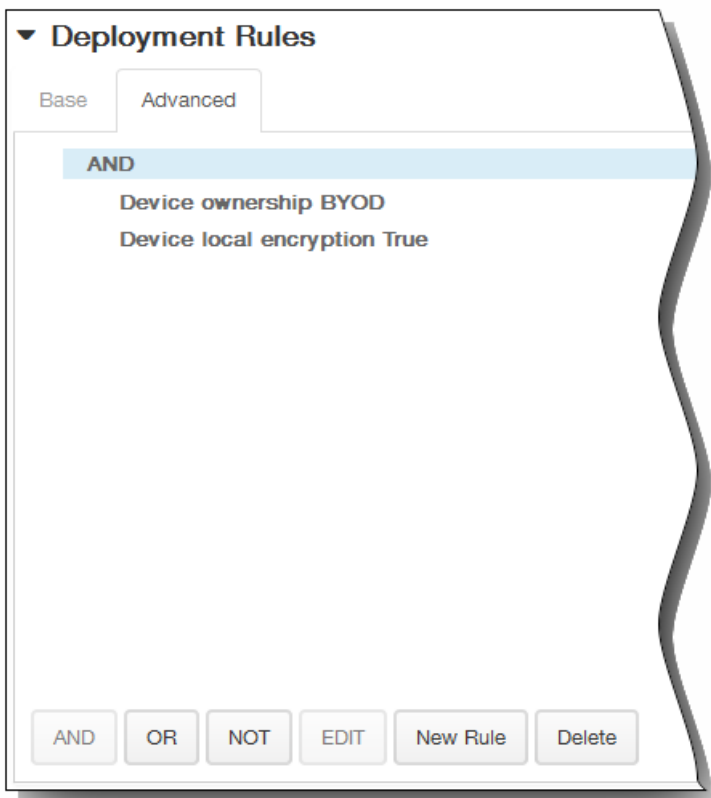 Deployment Rules
Base Advanced
AND
Device ownership BYOD
Device local encryption True
AND OR NOT EDIT New Rule Delete